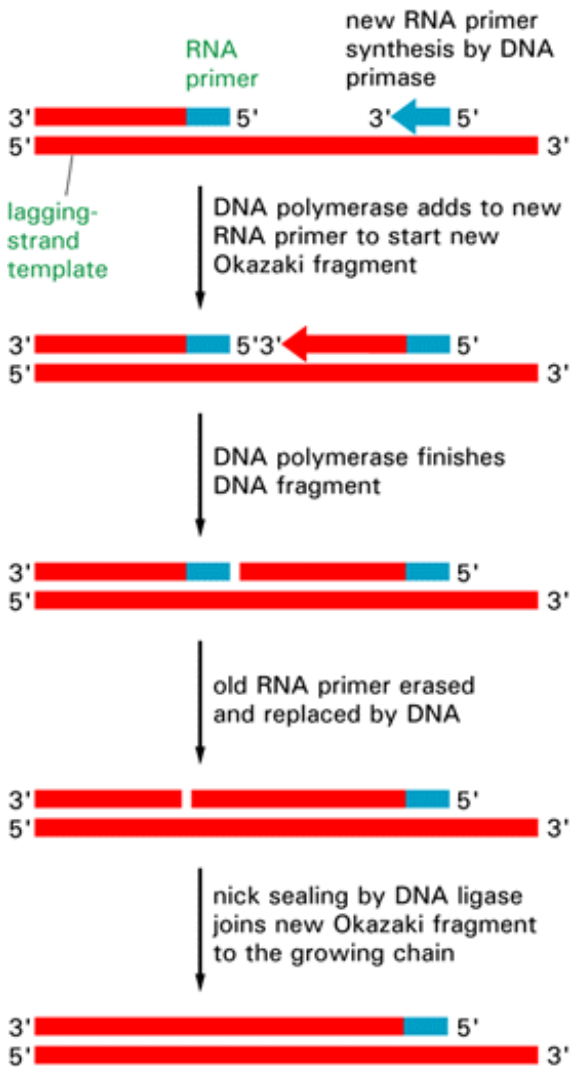 RNA
primer
new RNA primer
synthesis by DNA
primase
3' 5' 3' 5'
5' 3'
lagging-
strand
template
DNA polymerase adds to new
RNA primer to start new
Okazaki fragment
3' 5'3' 5'
5' 3'
DNA polymerase finishes
DNA fragment
3' 5'
5' 3'
old RNA primer erased
and replaced by DNA
3' 5'
5' 3'
nick sealing by DNA ligase
joins new Okazaki fragment
to the growing chain
3' 5'
5' 3'